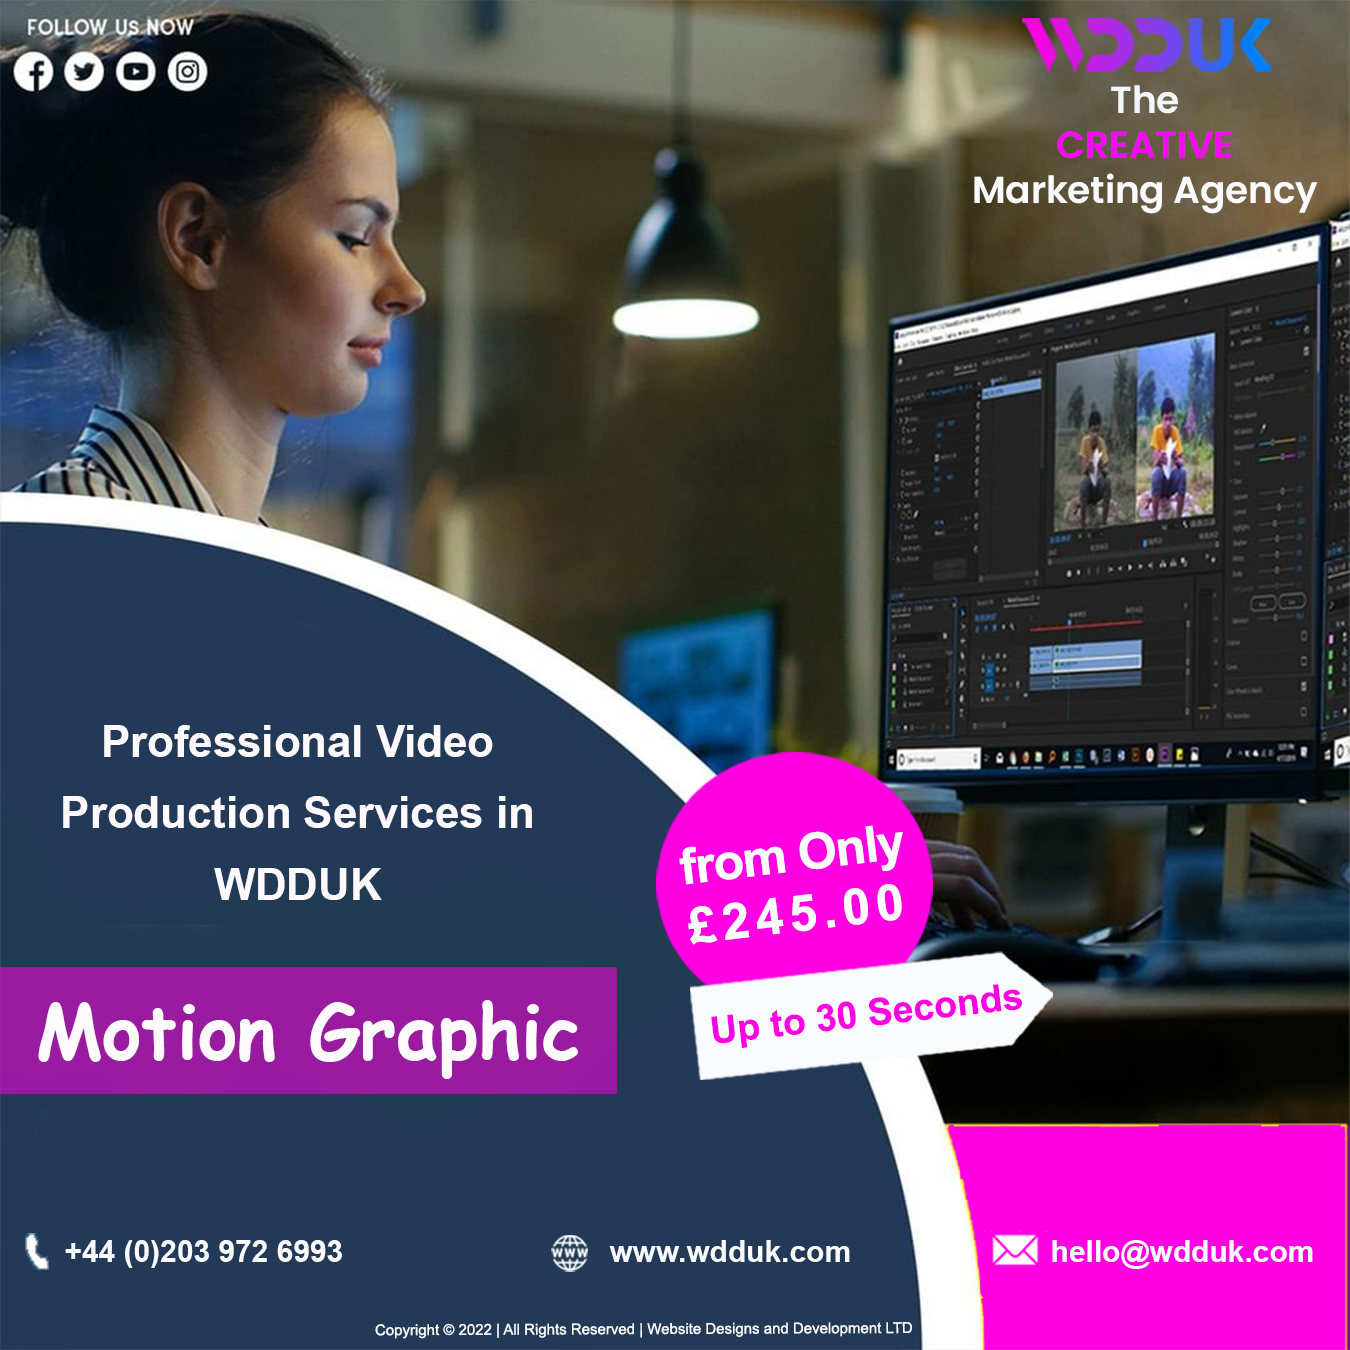 FOLLOW US NOW
WDDUK
The
CREATIVE
Marketing Agency
Professional Video
Production Services in
WDDUK
from Only
£245.00
Up to 30 Seconds
Motion Graphic
+44 (0)203 972 6993
www
www.wdduk.com
hello@wdduk.com
Copyright © 2022 | All Rights Reserved | Website Designs and Development LTD